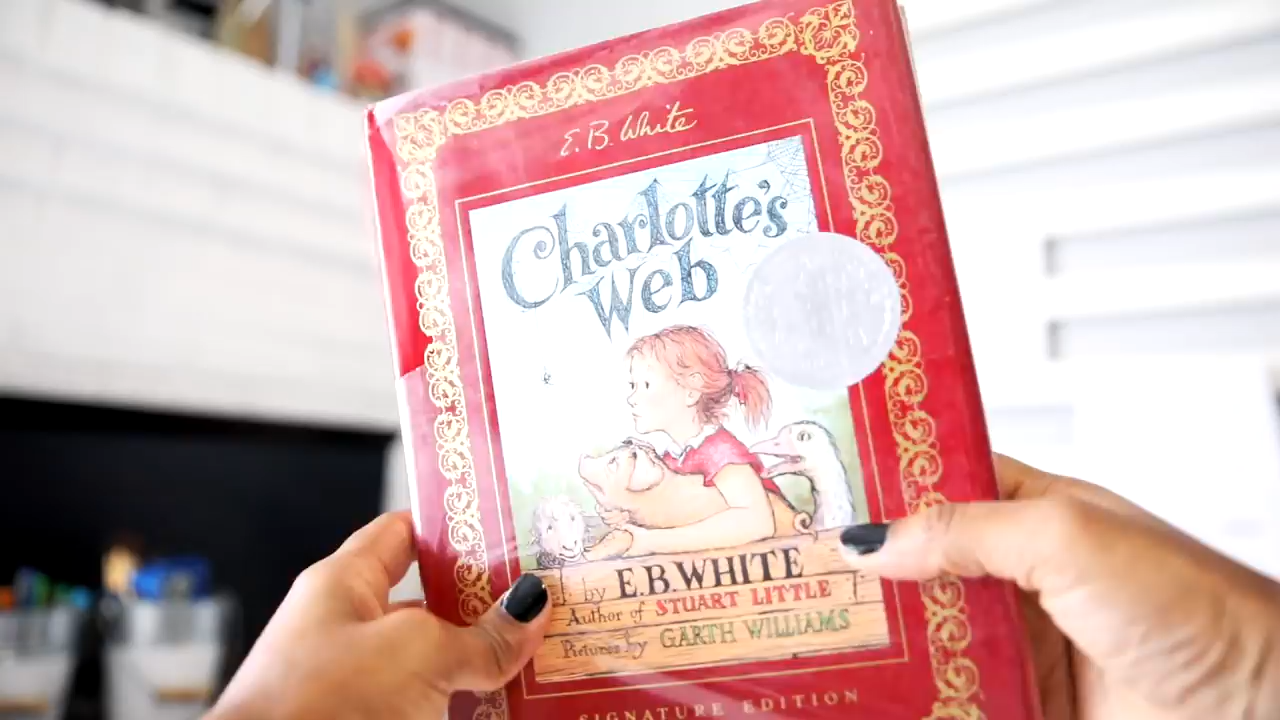 E.B. White
Charlotte's
Web
by E.B. WHITE
Author of STUART LITTLE
Pictures by GARTH WILLIAMS
SIGNATURE EDITION